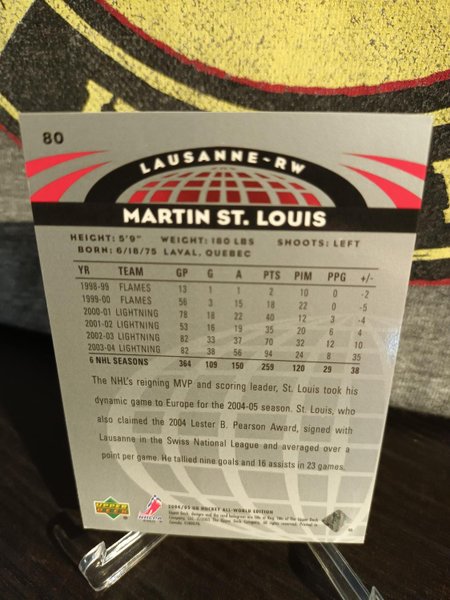 80
LAUSANNE-RW
MARTIN ST. LOUIS
HEIGHT: 5'9" WEIGHT: 180 LBS SHOOTS: LEFT
BORN: 6/18/75 LAVAL, QUEBEC
YR TEAM GP G A PTS PIM PPG +/-
1998-99 FLAMES 13 1 1 2 10 0 -2
1999-00 FLAMES 56 3 15 18 22 0 -5
2000-01 LIGHTNING 78 18 22 40 12 3 -4
2001-02 LIGHTNING 53 16 19 35 20 6 4
2002-03 LIGHTNING 82 33 37 70 32 12 10
2003-04 LIGHTNING 82 38 56 94 24 8 35
6 NHL SEASONS 364 109 150 259 120 29 38
The NHL's reigning MVP and scoring leader, St. Louis took his
dynamic game to Europe for the 2004-05 season. St. Louis, who
also claimed the 2004 Lester B. Pearson Award, signed with
Lausanne in the Swiss National League and averaged over a
point per game. He tallied nine goals and 16 assists in 23 games.
UPPER DECK
NHLPA
2004/05 UD HOCKEY ALL-WORLD EDITION